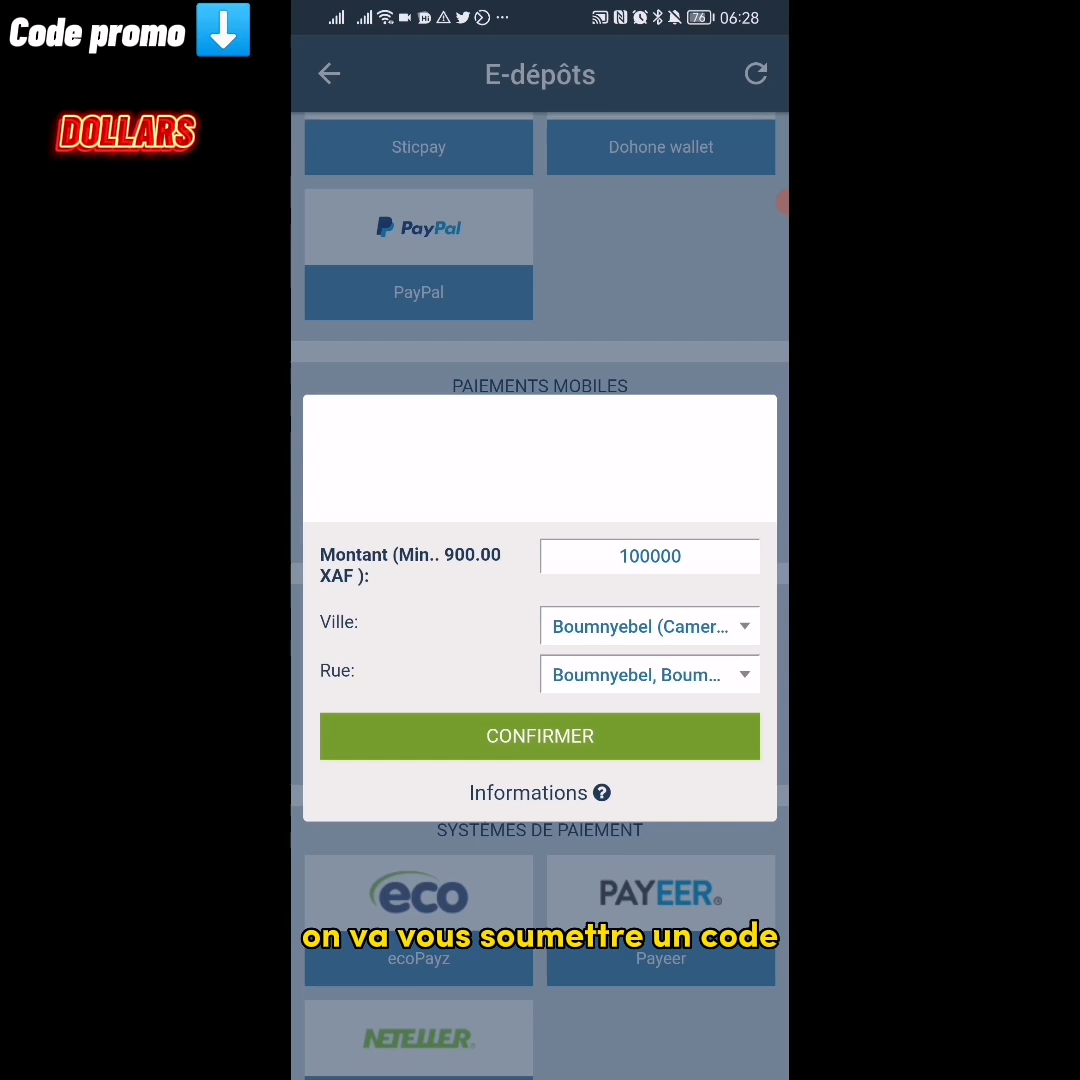 Code promo
DOLLARS
76 06:28
E-dépôts
Sticpay
Dohone wallet
PayPal
PayPal
PAIEMENTS MOBILES
Montant (Min.. 900.00
XAF ):
100000
Ville:
Boumnyebel (Camer...
Rue:
Boumnyebel, Boum...
CONFIRMER
Informations ?
SYSTÈMES DE PAIEMENT
eco
PAYEER
on va vous soumettre un code
ecoPayz
Payeer
NETELLER